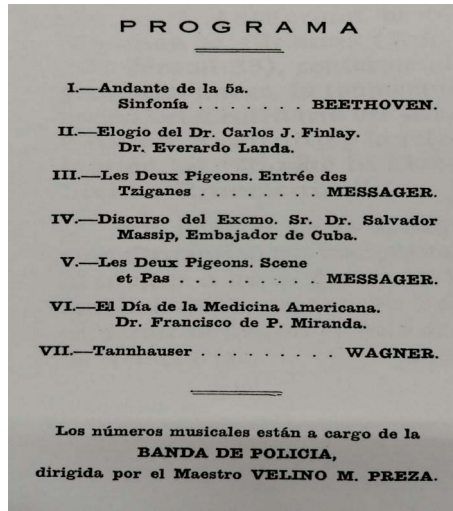 PROGRAMA
I.—Andante de la 5a.
Sinfonía . . . . . . . BEETHOVEN.
II.—Elogio del Dr. Carlos J. Finlay.
Dr. Everardo Landa.
III.—Les Deux Pigeons. Entrée des
Tziganes . . . . . . . MESSAGER.
IV.—Discurso del Excmo. Sr. Dr. Salvador
Massip, Embajador de Cuba.
V.—Les Deux Pigeons. Scene
et Pas . . . . . . . . . MESSAGER.
VI.—El Día de la Medicina Americana.
Dr. Francisco de P. Miranda.
VII.—Tannhauser . . . . . . . . . WAGNER.
Los números musicales están a cargo de la
BANDA DE POLICIA,
dirigida por el Maestro VELINO M. PREZA.